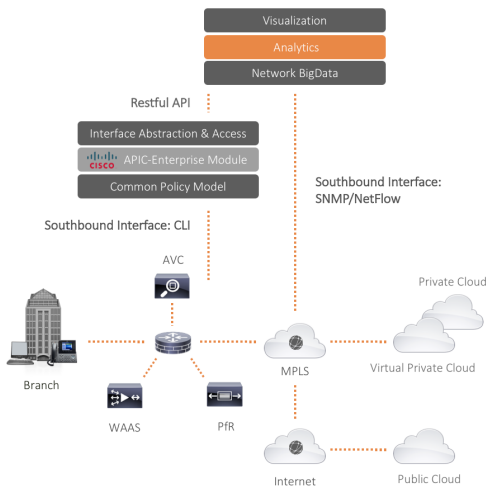 Visualization
Analytics
Network BigData
Restful API
Interface Abstraction & Access
CISCO APIC-Enterprise Module
Common Policy Model
Southbound Interface:
SNMP/NetFlow
Southbound Interface: CLI
AVC
Private Cloud
Branch
MPLS
Virtual Private Cloud
WAAS
PfR
Internet
Public Cloud